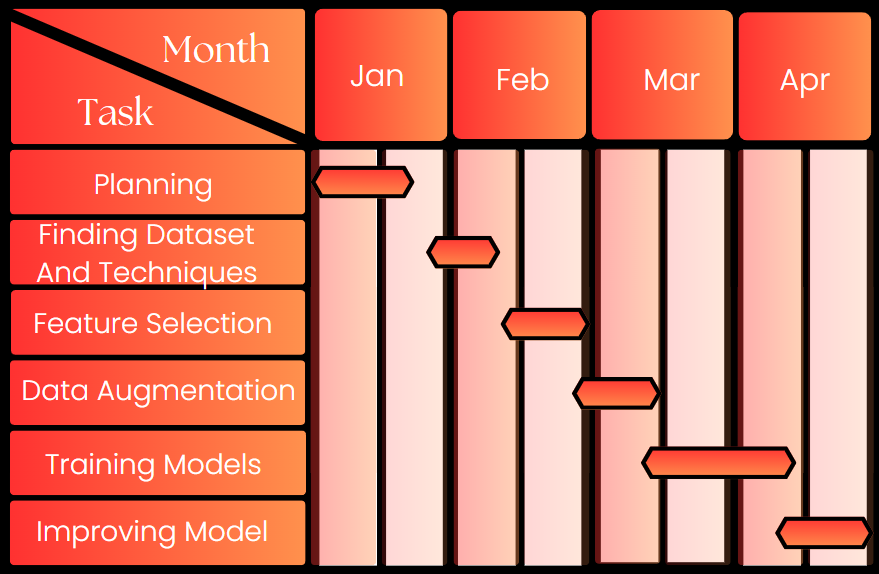 Month
Task
Jan
Feb
Mar
Apr
Planning
Finding Dataset
And Techniques
Feature Selection
Data Augmentation
Training Models
Improving Model